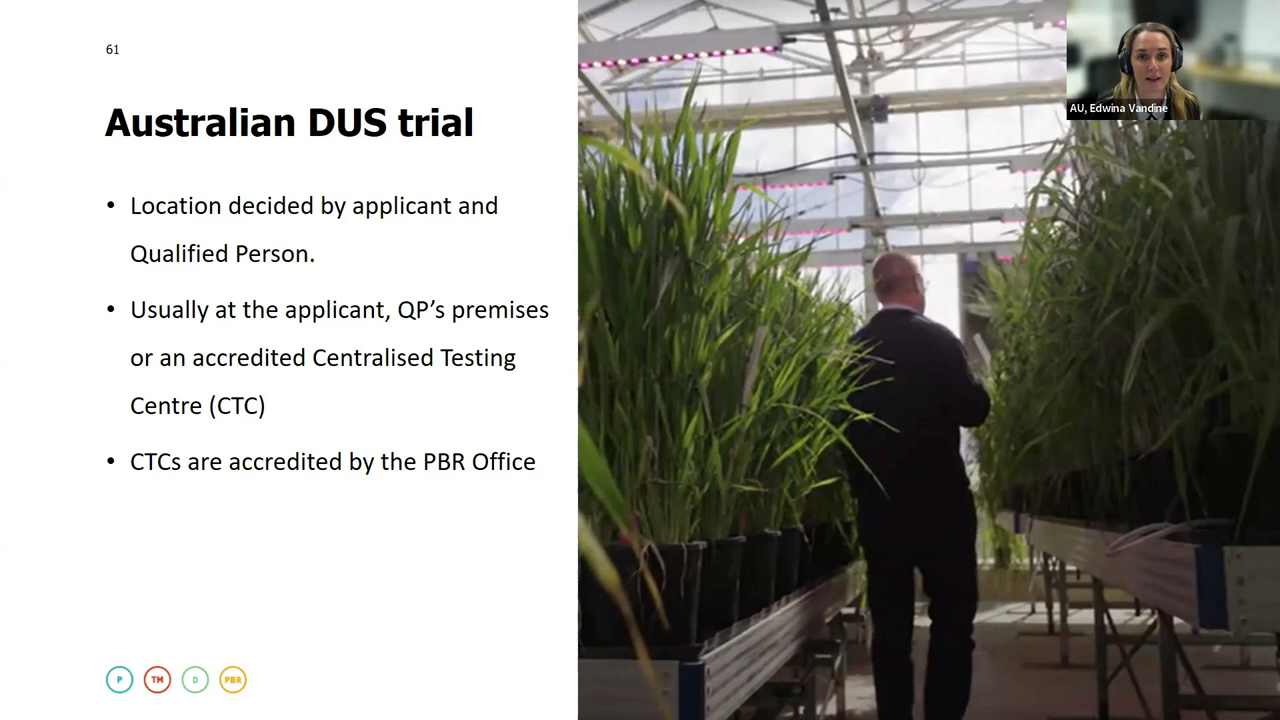 61
Australian DUS trial
• Location decided by applicant and
Qualified Person.
• Usually at the applicant, QP's premises
or an accredited Centralised Testing
Centre (CTC)
• CTCs are accredited by the PBR Office
P TM D PBR
AU, Edwina Vandine